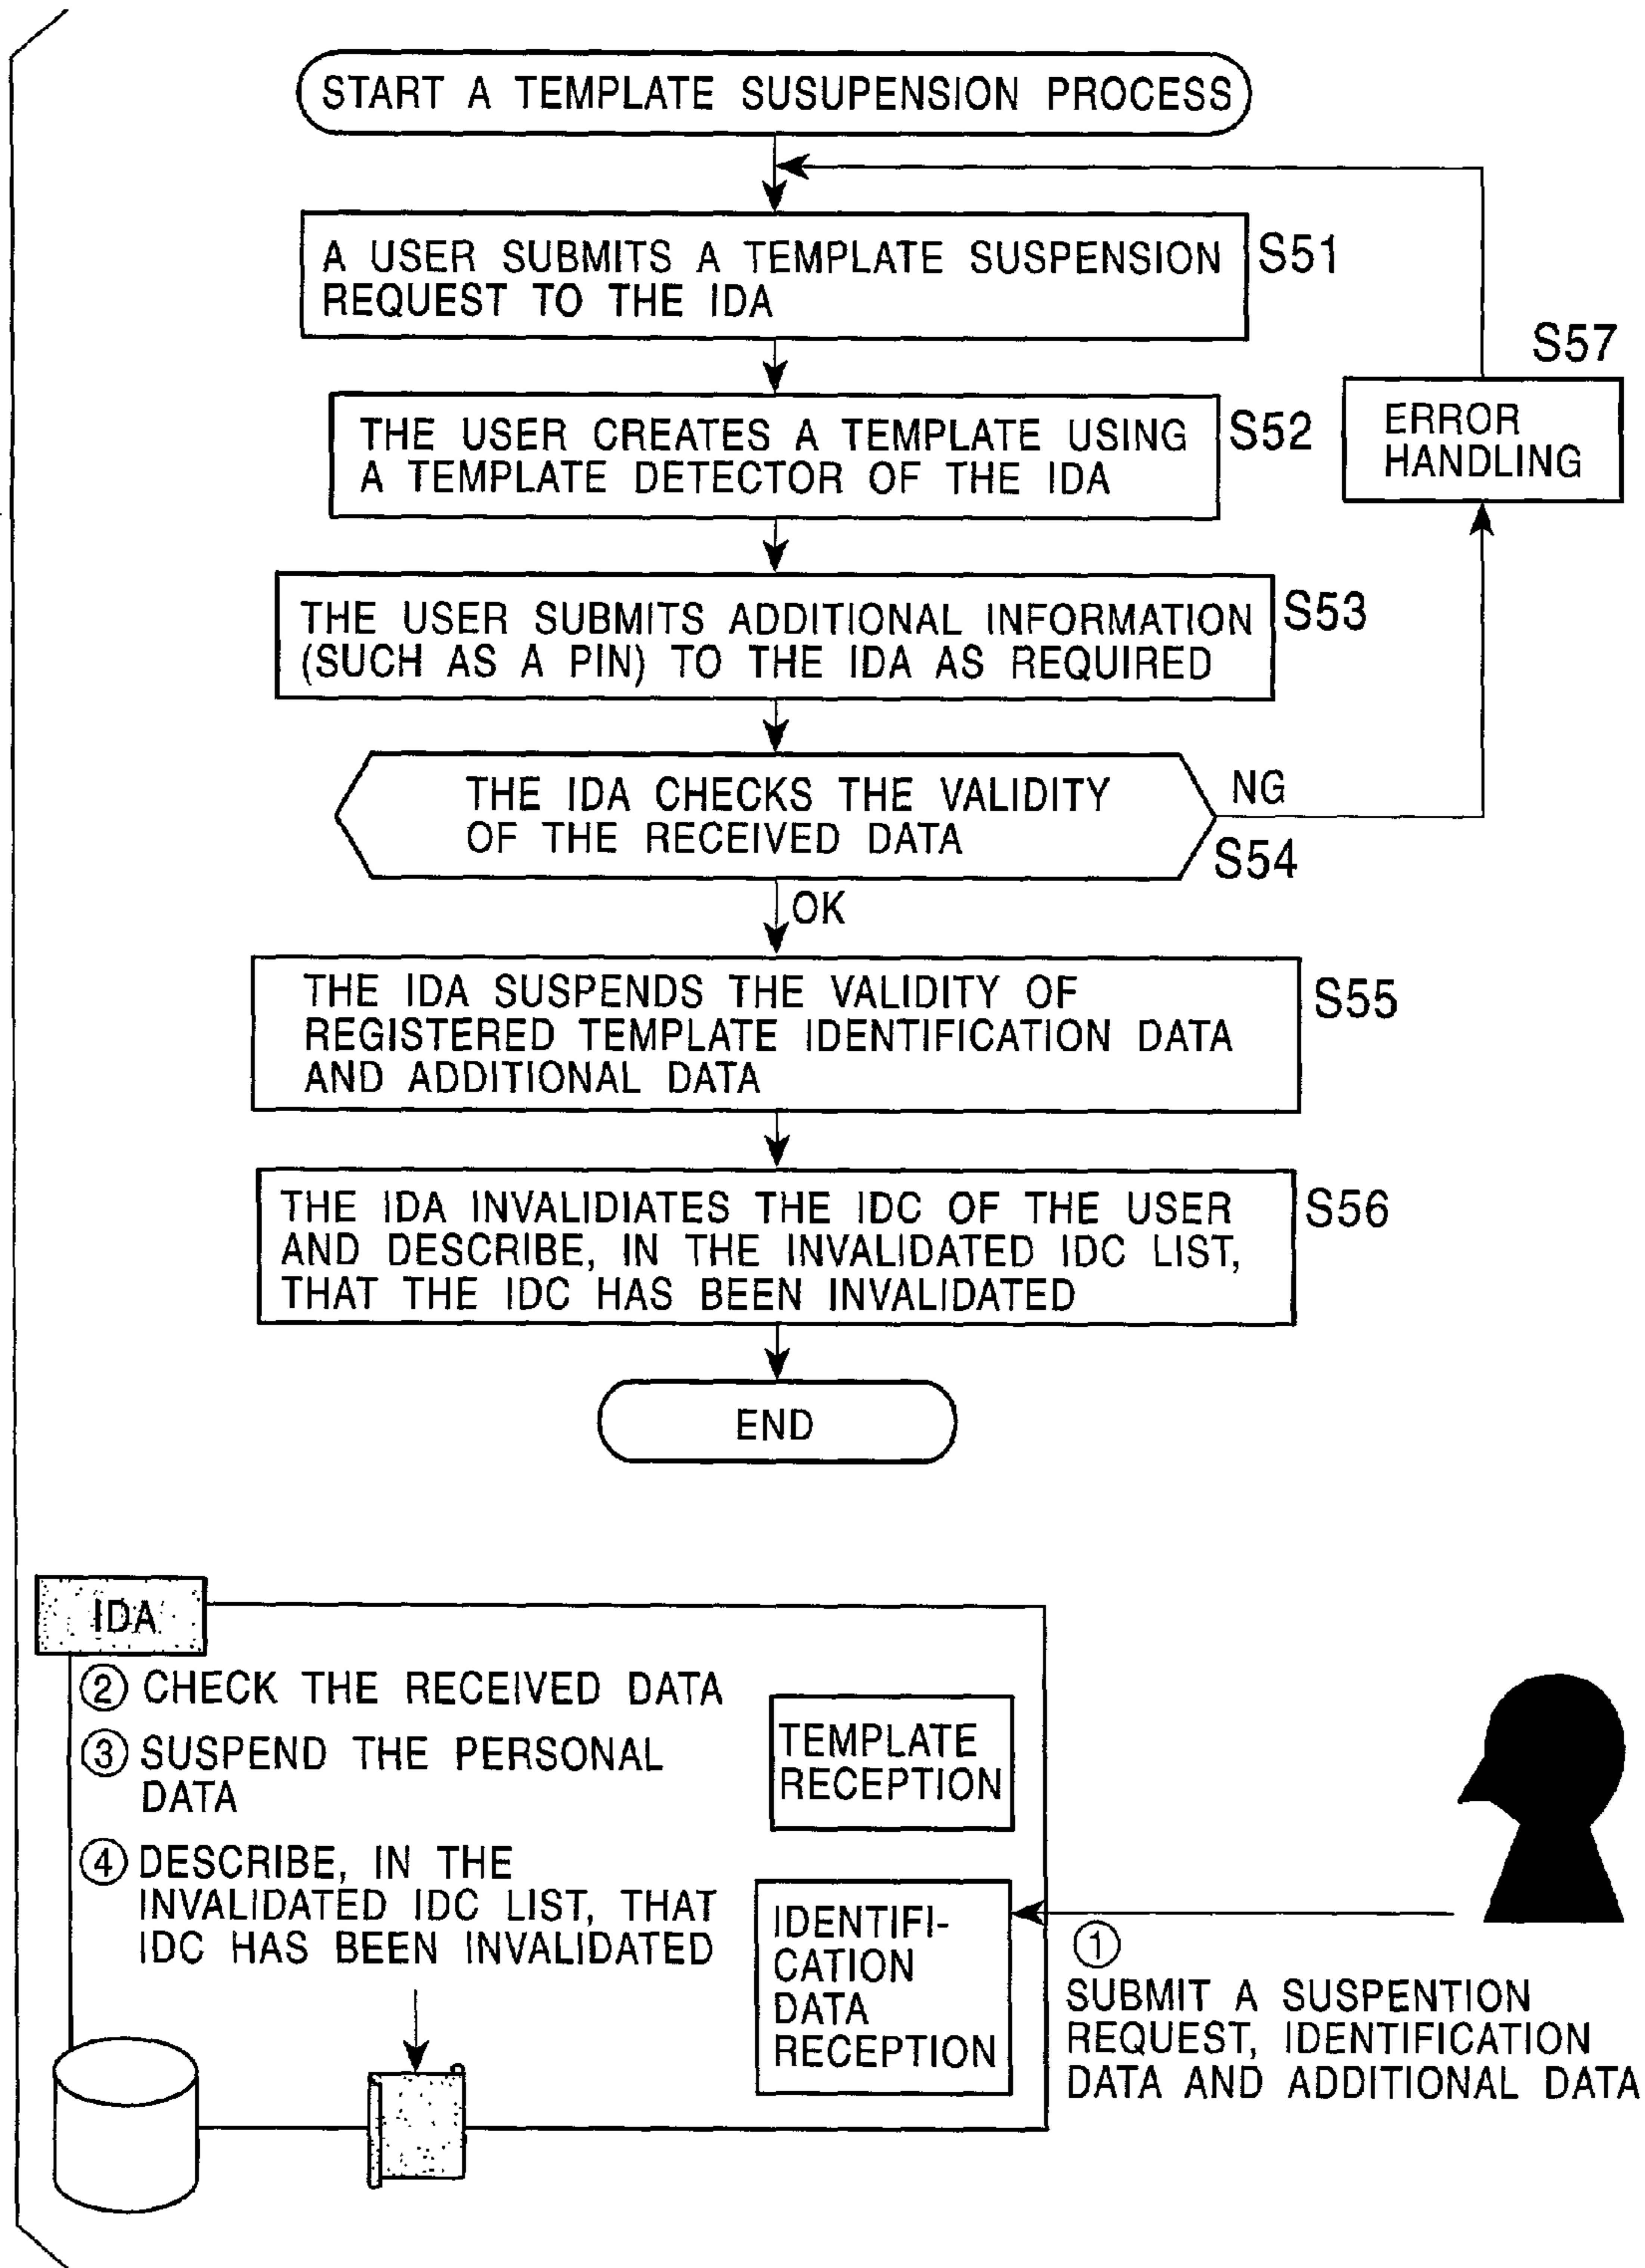 START A TEMPLATE SUSUPENSION PROCESS
A USER SUBMITS A TEMPLATE SUSPENSION
REQUEST TO THE IDA
S51
S57
ERROR
HANDLING
THE USER CREATES A TEMPLATE USING
A TEMPLATE DETECTOR OF THE IDA
S52
THE USER SUBMITS ADDITIONAL INFORMATION
(SUCH AS A PIN) TO THE IDA AS REQUIRED
S53
THE IDA CHECKS THE VALIDITY
OF THE RECEIVED DATA
NG
S54
OK
THE IDA SUSPENDS THE VALIDITY OF
REGISTERED TEMPLATE IDENTIFICATION DATA
AND ADDITIONAL DATA
S55
THE IDA INVALIDIATES THE IDC OF THE USER
AND DESCRIBE, IN THE INVALIDATED IDC LIST,
THAT THE IDC HAS BEEN INVALIDATED
S56
END
IDA
② CHECK THE RECEIVED DATA
③ SUSPEND THE PERSONAL
DATA
④ DESCRIBE, IN THE
INVALIDATED IDC LIST, THAT
IDC HAS BEEN INVALIDATED
TEMPLATE
RECEPTION
IDENTIFI-
CATION
DATA
RECEPTION
①
SUBMIT A SUSPENTION
REQUEST, IDENTIFICATION
DATA AND ADDITIONAL DATA